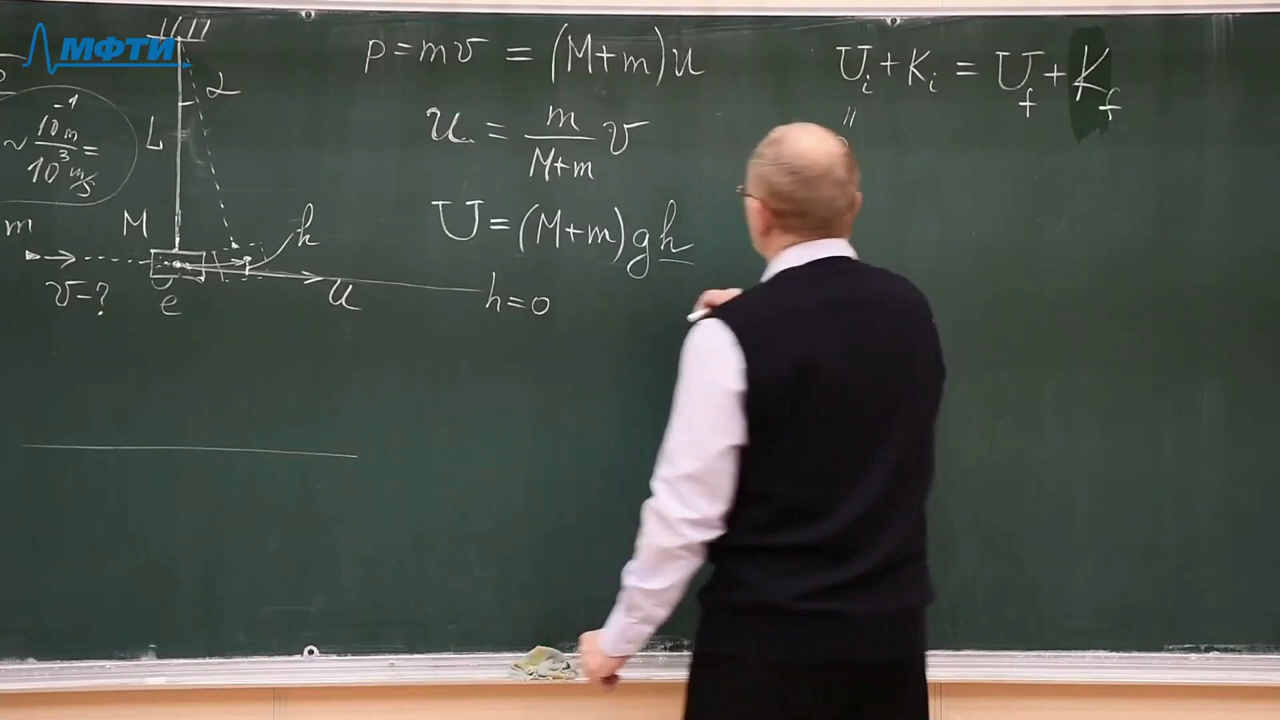 МФТИ
p = mv = (M+m)u
u = m/(M+m) v
U = (M+m)gh
h=0
U_i + K_i = U_f + K_f
"
α
L
~ 10^-1 m / 10^3 m/s =
m
M
h
v-?
e
u